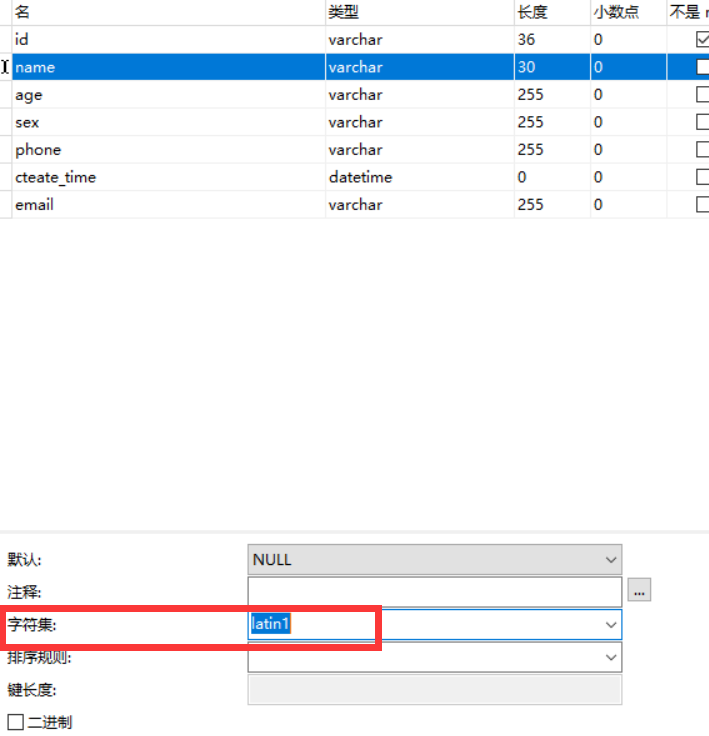 名 类型 长度 小数点 不是
id varchar 36 0
name varchar 30 0
age varchar 255 0
sex varchar 255 0
phone varchar 255 0
cteate_time datetime 0 0
email varchar 255 0
默认: NULL
注释: ...
字符集: latin1
排序规则:
键长度:
二进制